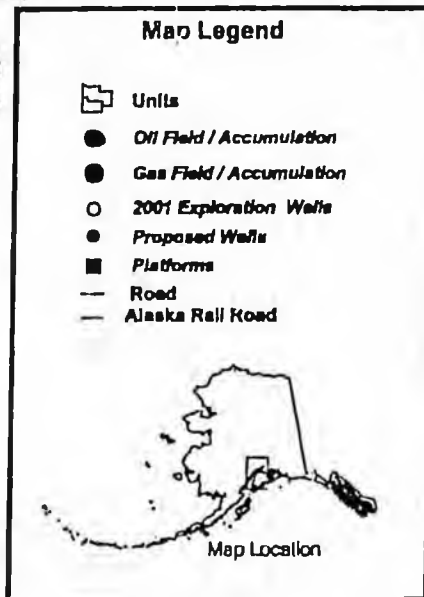 Map Legend
Units
Oil Field / Accumulation
Gas Field / Accumulation
2001 Exploration Wells
Proposed Wells
Platforms
Road
Alaska Rail Road
Map Location